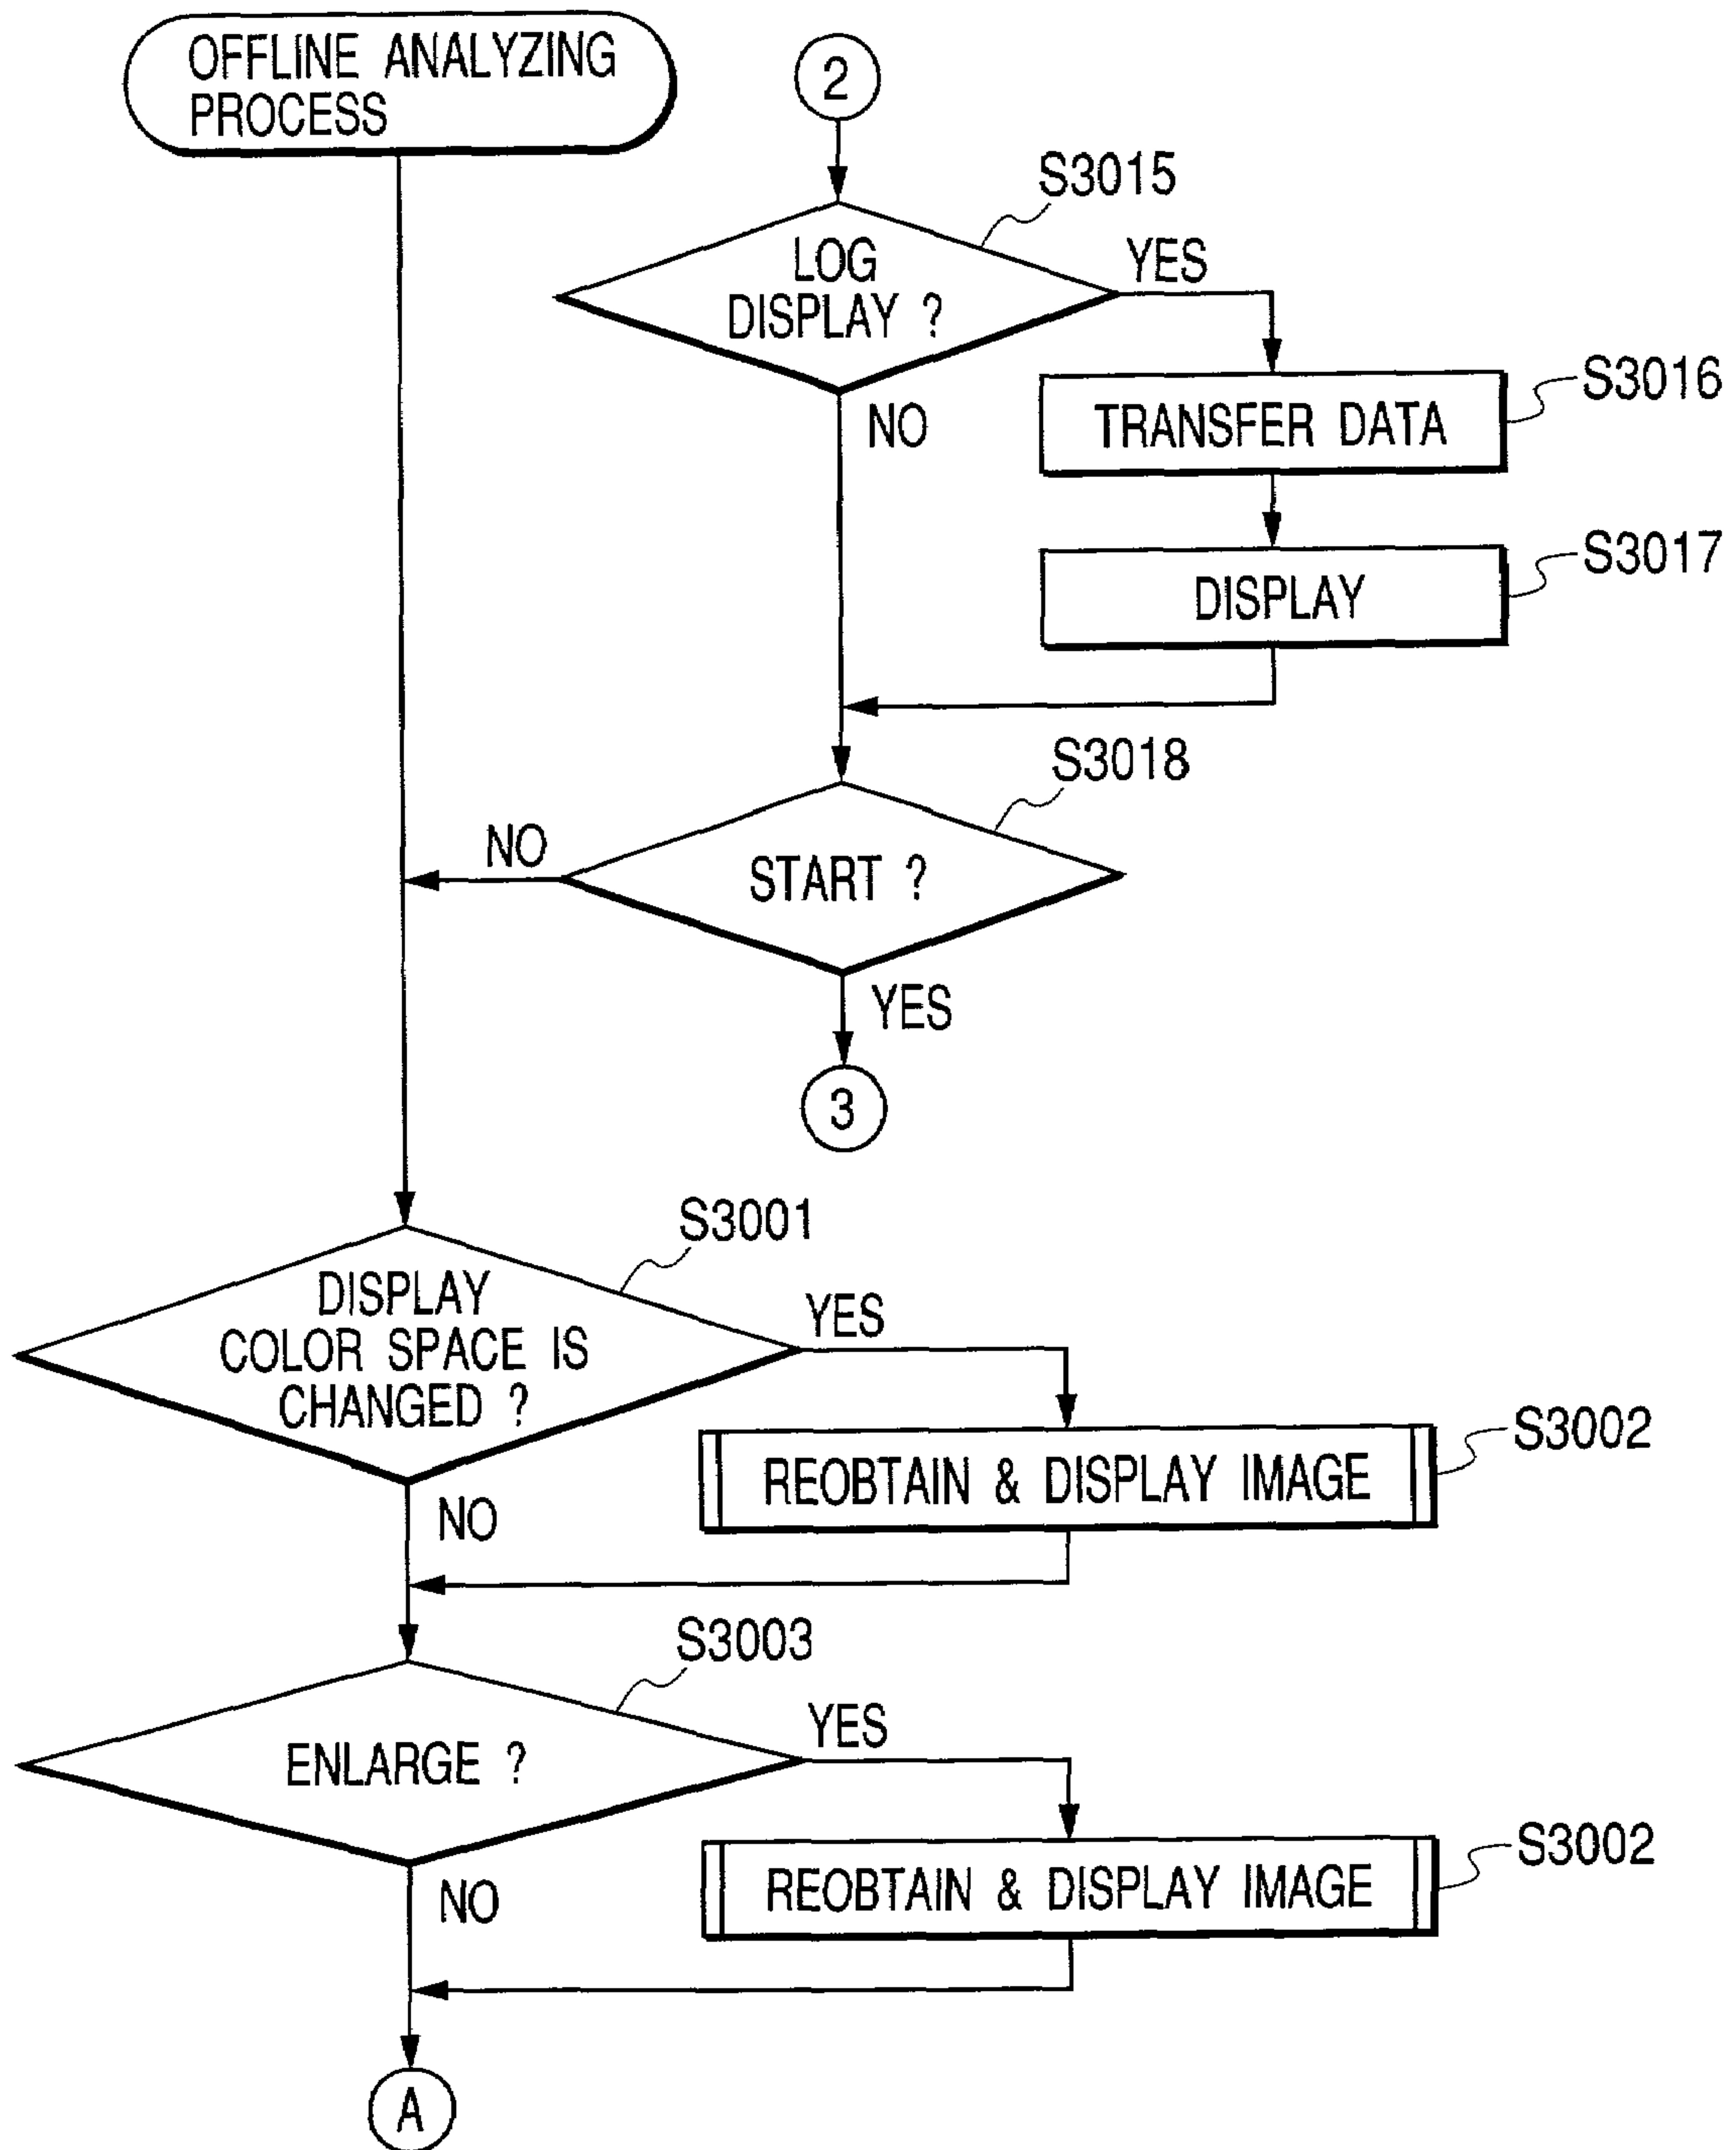 OFFLINE ANALYZING
PROCESS
2
S3015
LOG
DISPLAY ?
YES
NO
S3016
TRANSFER DATA
S3017
DISPLAY
S3018
START ?
NO
YES
3
S3001
DISPLAY
COLOR SPACE IS
CHANGED ?
YES
NO
S3002
REOBTAIN & DISPLAY IMAGE
S3003
ENLARGE ?
YES
NO
S3002
REOBTAIN & DISPLAY IMAGE
A